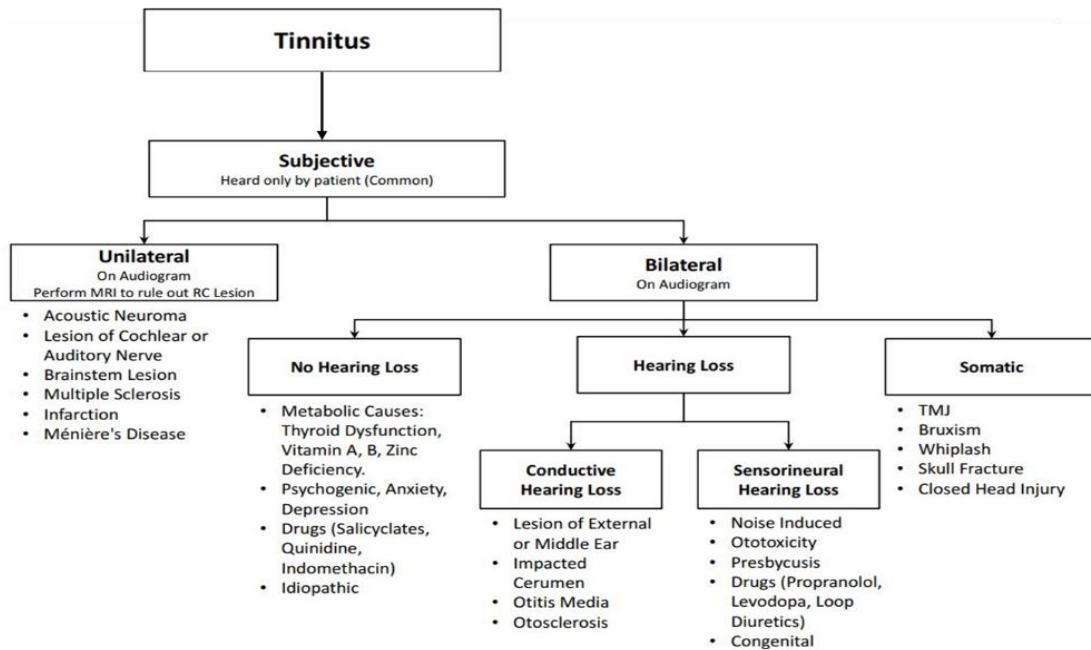 Tinnitus
Subjective
Heard only by patient (Common)
Unilateral
On Audiogram
Perform MRI to rule out RC Lesion
• Acoustic Neuroma
• Lesion of Cochlear or
Auditory Nerve
• Brainstem Lesion
• Multiple Sclerosis
• Infarction
• Ménière's Disease
Bilateral
On Audiogram
No Hearing Loss
• Metabolic Causes:
Thyroid Dysfunction,
Vitamin A, B, Zinc
Deficiency.
• Psychogenic, Anxiety,
Depression
• Drugs (Salicyclates,
Quinidine,
Indomethacin)
• Idiopathic
Hearing Loss
Conductive
Hearing Loss
• Lesion of External
or Middle Ear
• Impacted
Cerumen
• Otitis Media
• Otosclerosis
Sensorineural
Hearing Loss
• Noise Induced
• Ototoxicity
• Presbycusis
• Drugs (Propranolol,
Levodopa, Loop
Diuretics)
• Congenital
Somatic
• TMJ
• Bruxism
• Whiplash
• Skull Fracture
• Closed Head Injury